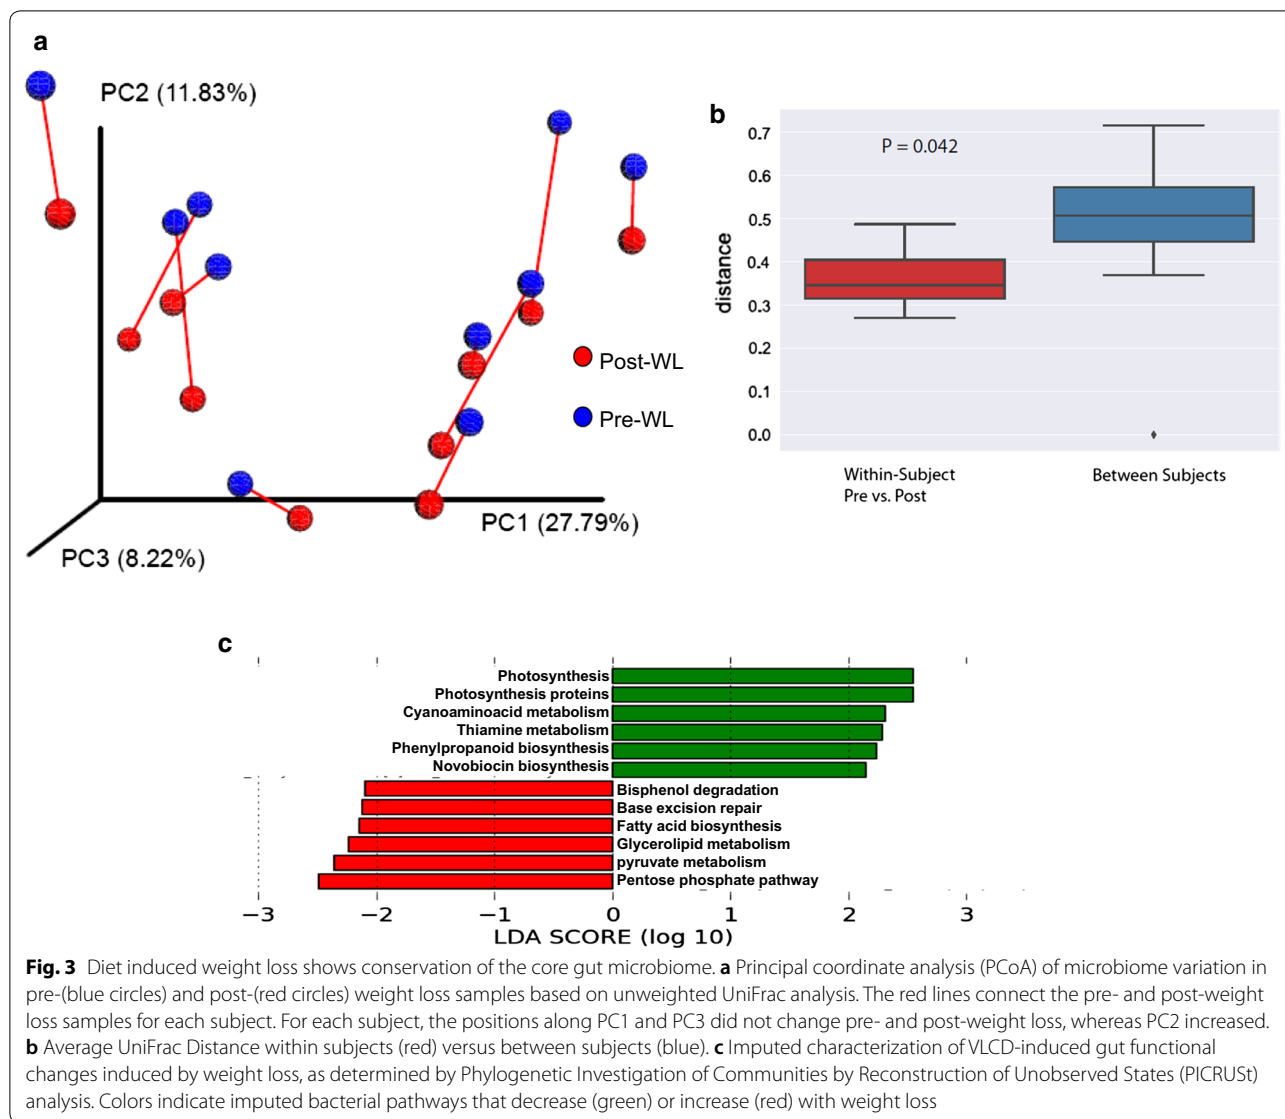 a
PC2 (11.83%)
Post-WL
Pre-WL
PC1 (27.79%)
PC3 (8.22%)
b
P = 0.042
distance
0.7
0.6
0.5
0.4
0.3
0.2
0.1
0.0
Within-Subject
Pre vs. Post
Between Subjects
c
Photosynthesis
Photosynthesis proteins
Cyanoaminoacid metabolism
Thiamine metabolism
Phenylpropanoid biosynthesis
Novobiocin biosynthesis
Bisphenol degradation
Base excision repair
Fatty acid biosynthesis
Glycerolipid metabolism
pyruvate metabolism
Pentose phosphate pathway
−3 −2 −1 0 1 2 3
LDA SCORE (log 10)
Fig. 3 Diet induced weight loss shows conservation of the core gut microbiome. a Principal coordinate analysis (PCoA) of microbiome variation in
pre-(blue circles) and post-(red circles) weight loss samples based on unweighted UniFrac analysis. The red lines connect the pre- and post-weight
loss samples for each subject. For each subject, the positions along PC1 and PC3 did not change pre- and post-weight loss, whereas PC2 increased.
b Average UniFrac Distance within subjects (red) versus between subjects (blue). c Imputed characterization of VLCD-induced gut functional
changes induced by weight loss, as determined by Phylogenetic Investigation of Communities by Reconstruction of Unobserved States (PICRUSt)
analysis. Colors indicate imputed bacterial pathways that decrease (green) or increase (red) with weight loss